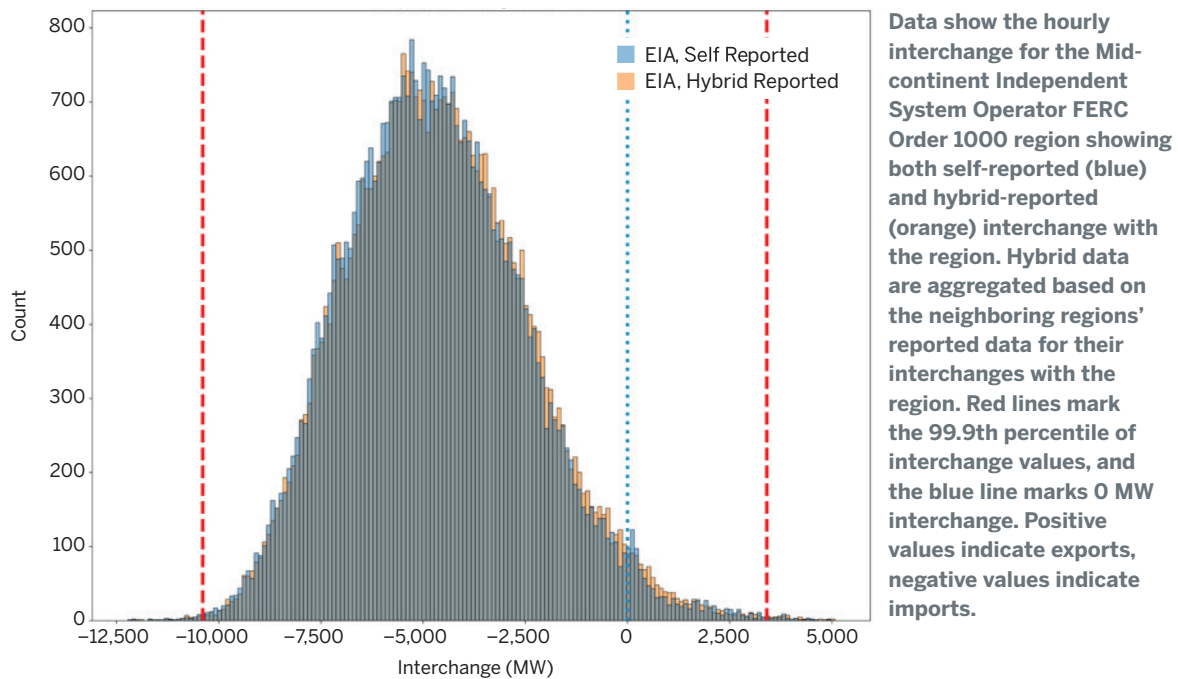 800
700
600
500
400
300
200
100
0
Count
−12,500
−10,000
−7,500
−5,000
−2,500
0
2,500
5,000
Interchange (MW)
EIA, Self Reported
EIA, Hybrid Reported
Data show the hourly
interchange for the Mid-
continent Independent
System Operator FERC
Order 1000 region showing
both self-reported (blue)
and hybrid-reported
(orange) interchange with
the region. Hybrid data
are aggregated based on
the neighboring regions’
reported data for their
interchanges with the
region. Red lines mark
the 99.9th percentile of
interchange values, and
the blue line marks 0 MW
interchange. Positive
values indicate exports,
negative values indicate
imports.